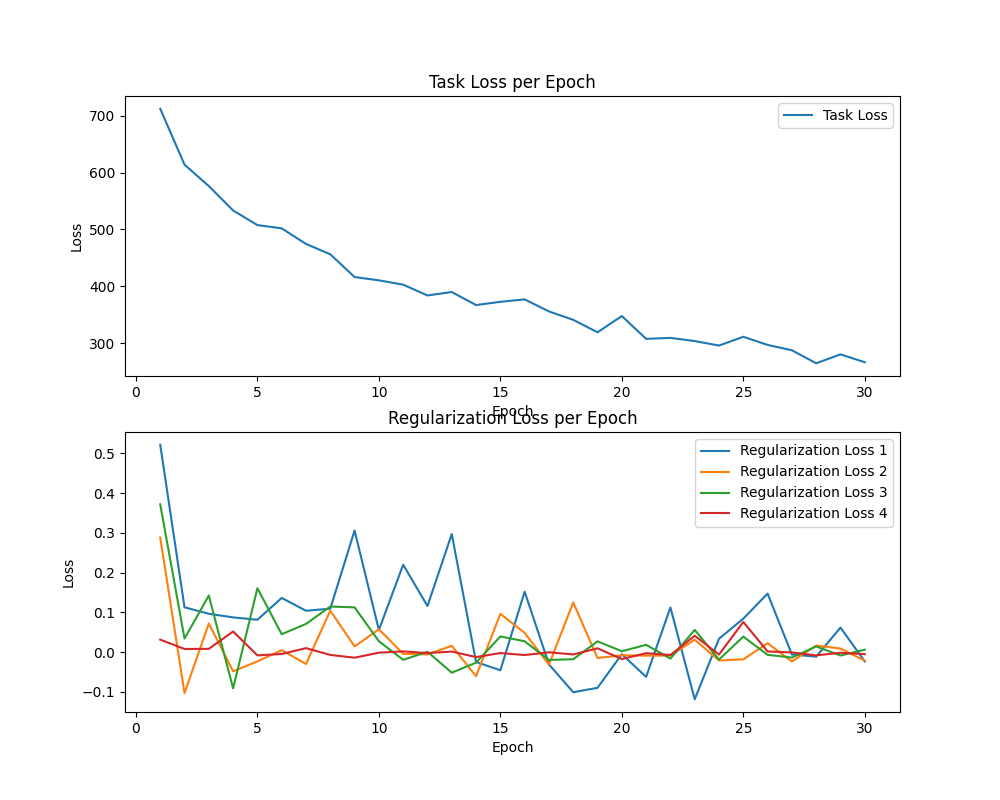 Task Loss per Epoch
Task Loss
Loss
700
600
500
400
300
0 5 10 15 20 25 30
Epoch
Regularization Loss per Epoch
Regularization Loss 1
Regularization Loss 2
Regularization Loss 3
Regularization Loss 4
Loss
0.5
0.4
0.3
0.2
0.1
0.0
−0.1
0 5 10 15 20 25 30
Epoch